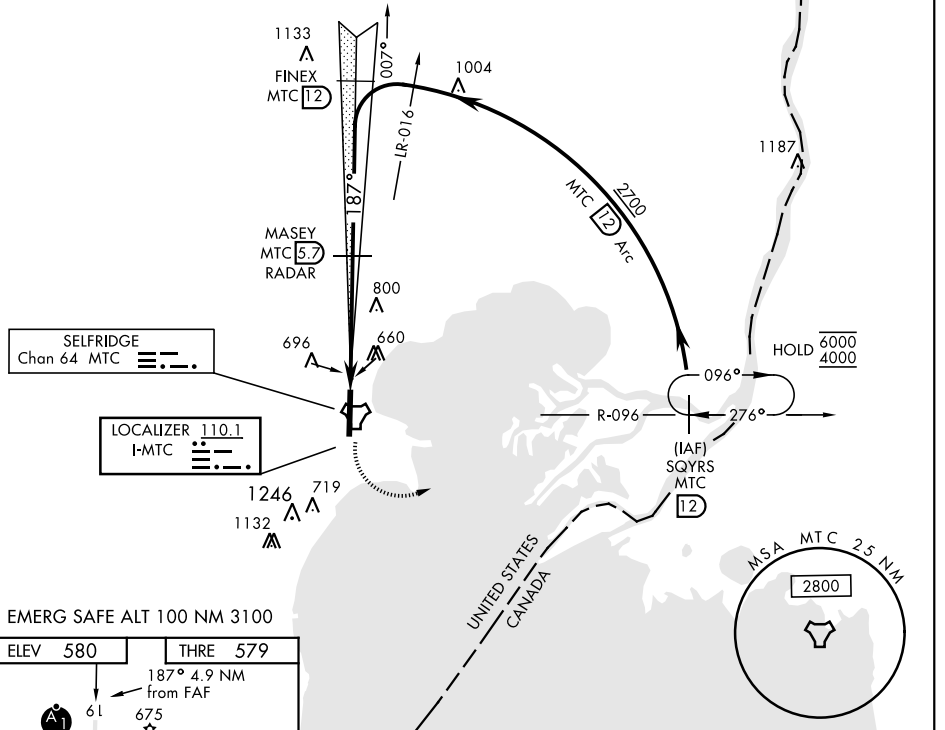 1133
FINEX
MTC 12
007°
1004
LR-016
1187
187°
2700
MTC 12 Arc
MASEY
MTC 5.7
RADAR
800
696
660
SELFRIDGE
Chan 64 MTC
HOLD 6000
4000
096°
R-096
276°
(IAF)
SQYRS
MTC
12
LOCALIZER 110.1
I-MTC
1246
719
1132
UNITED STATES
CANADA
MSA MTC 25 NM
2800
EMERG SAFE ALT 100 NM 3100
ELEV 580
THRE 579
187° 4.9 NM
from FAF
A1
6L
675